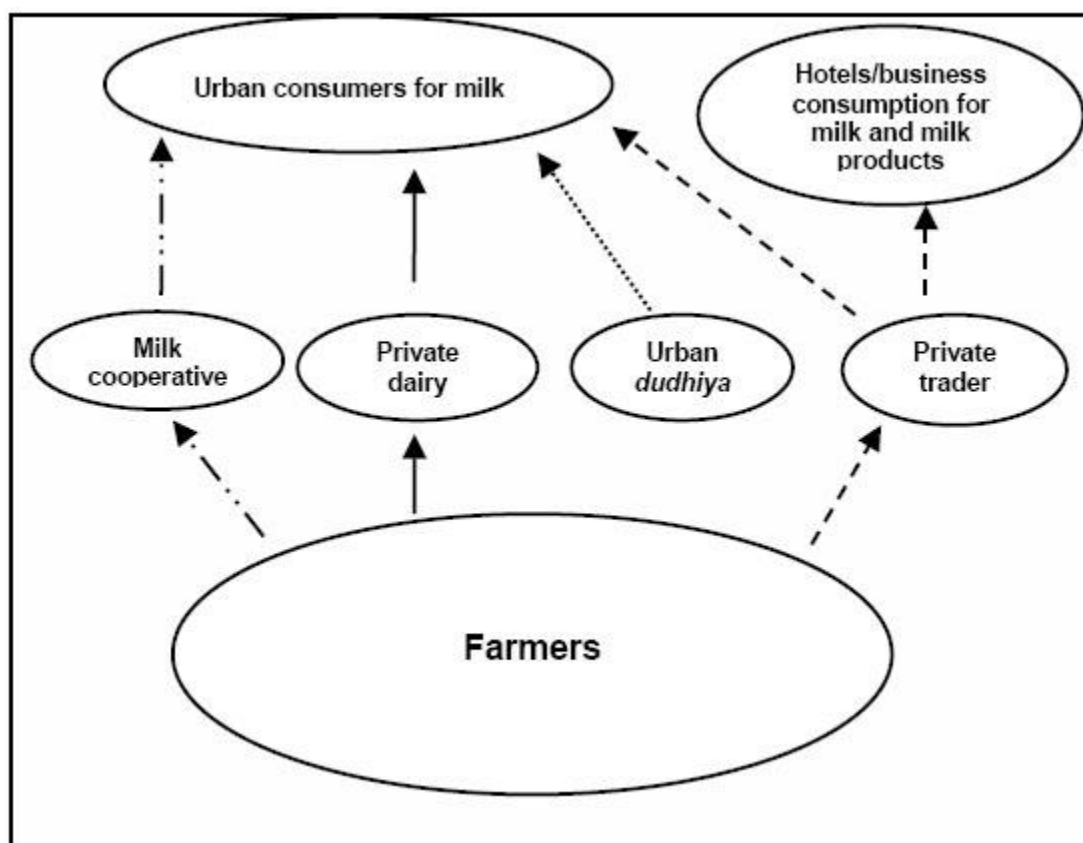 Urban consumers for milk
Hotels/business
consumption for
milk and milk
products
Milk
cooperative
Private
dairy
Urban
dudhiya
Private
trader
Farmers